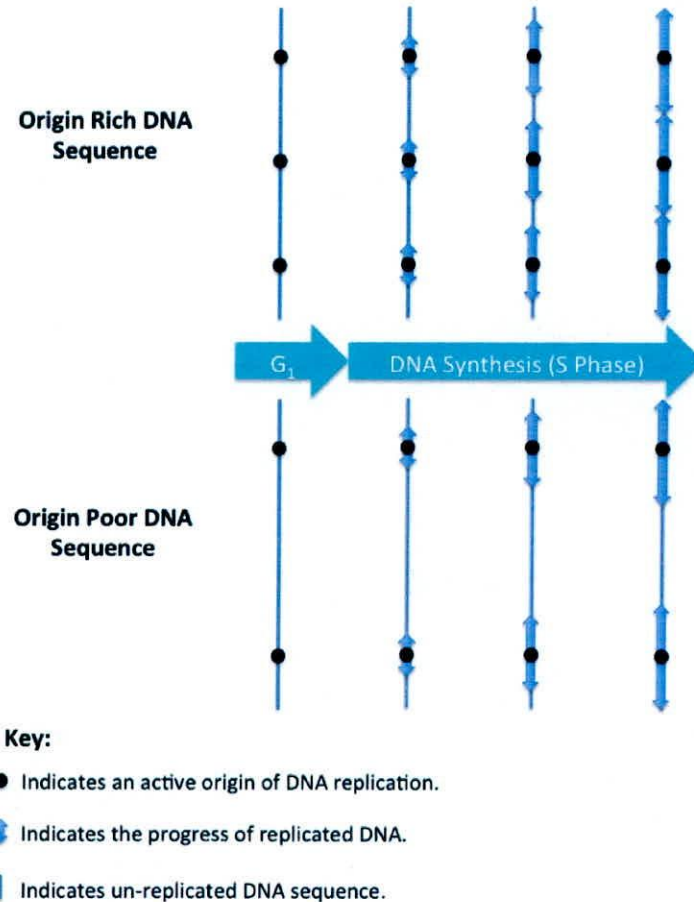 Origin Rich DNA
Sequence
G₁
DNA Synthesis (S Phase)
Origin Poor DNA
Sequence
Key:
Indicates an active origin of DNA replication.
Indicates the progress of replicated DNA.
Indicates un-replicated DNA sequence.